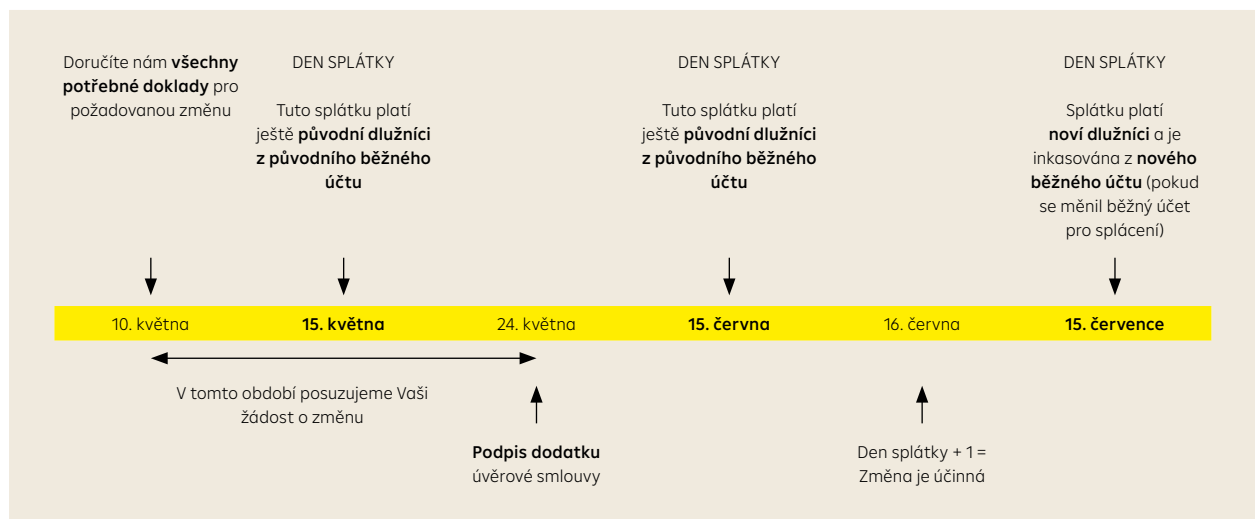 Doručíte nám všechny
potřebné doklady pro
požadovanou změnu
DEN SPLÁTKY
Tuto splátku platí
ještě původní dlužníci
z původního běžného
účtu
DEN SPLÁTKY
Tuto splátku platí
ještě původní dlužníci
z původního běžného
účtu
DEN SPLÁTKY
Splátku platí
noví dlužníci a je
inkasována z nového
běžného účtu (pokud
se měnil běžný účet
pro splácení)
10. května
15. května
24. května
15. června
16. června
15. července
V tomto období posuzujeme Vaši
žádost o změnu
Podpis dodatku
úvěrové smlouvy
Den splátky + 1 =
Změna je účinná